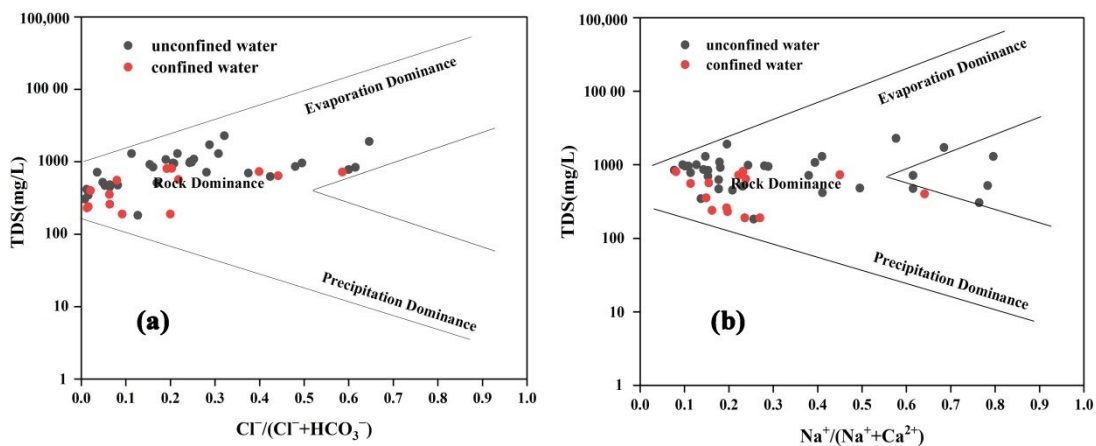 100,000
unconfined water
confined water
100 00
Evaporation Dominance
1000
Rock Dominance
100
Precipitation Dominance
10
(a)
1
0.0 0.1 0.2 0.3 0.4 0.5 0.6 0.7 0.8 0.9 1.0
TDS(mg/L)
Cl⁻/(Cl⁻+HCO₃⁻)
100,000
unconfined water
confined water
100 00
Evaporation Dominance
1000
Rock Dominance
100
Precipitation Dominance
10
(b)
1
0.0 0.1 0.2 0.3 0.4 0.5 0.6 0.7 0.8 0.9 1.0
TDS(mg/L)
Na⁺/(Na⁺+Ca²⁺)